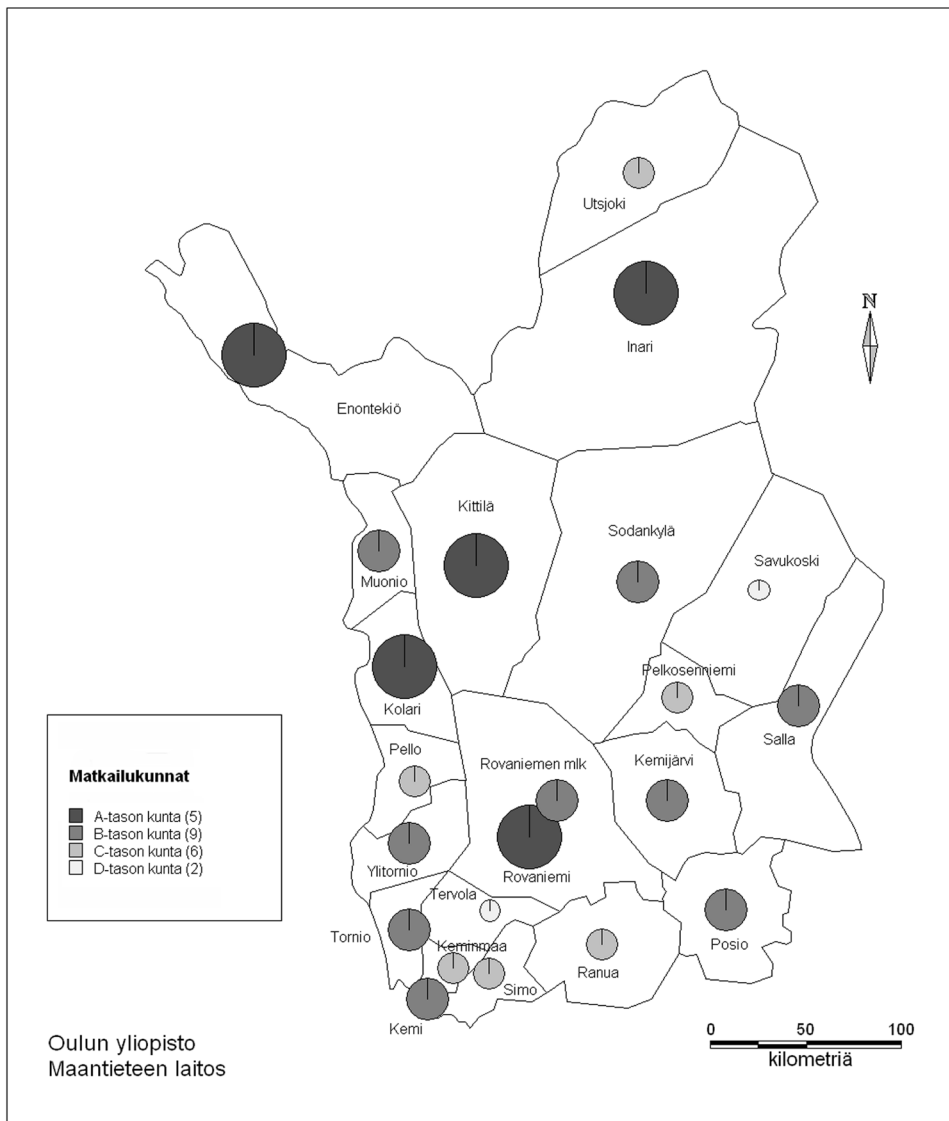 Utsjoki
Inari
N
Enontekiö
Kittilä
Sodankylä
Savukoski
Muonio
Pelkosenniemi
Kolari
Salla
Pello
Rovaniemen mlk
Kemijärvi
Ylitornio
Rovaniemi
Tervola
Tornio
Keminmaa
Ranua
Posio
Simo
Kemi
Matkailukunnat
A-tason kunta (5)
B-tason kunta (9)
C-tason kunta (6)
D-tason kunta (2)
Oulun yliopisto
Maantieteen laitos
0 50 100
kilometriä